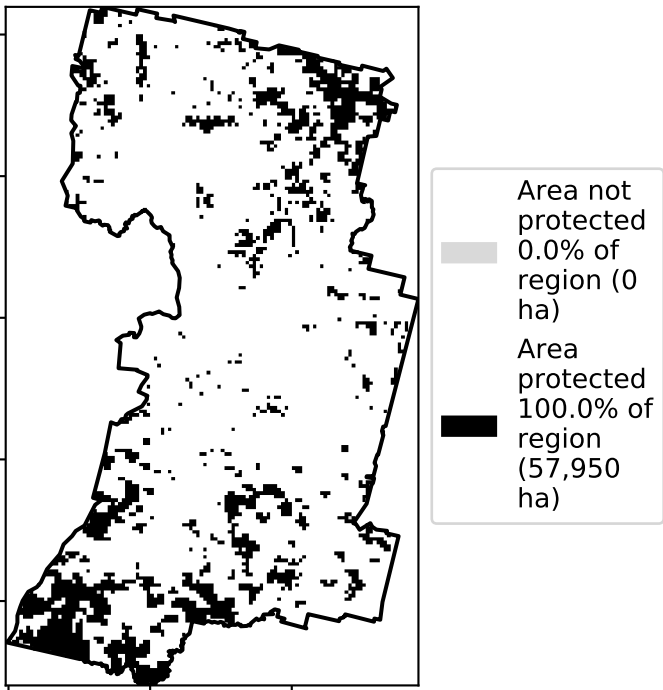 Area not
protected
0.0% of
region (0
ha)
Area
protected
100.0% of
region
(57,950
ha)